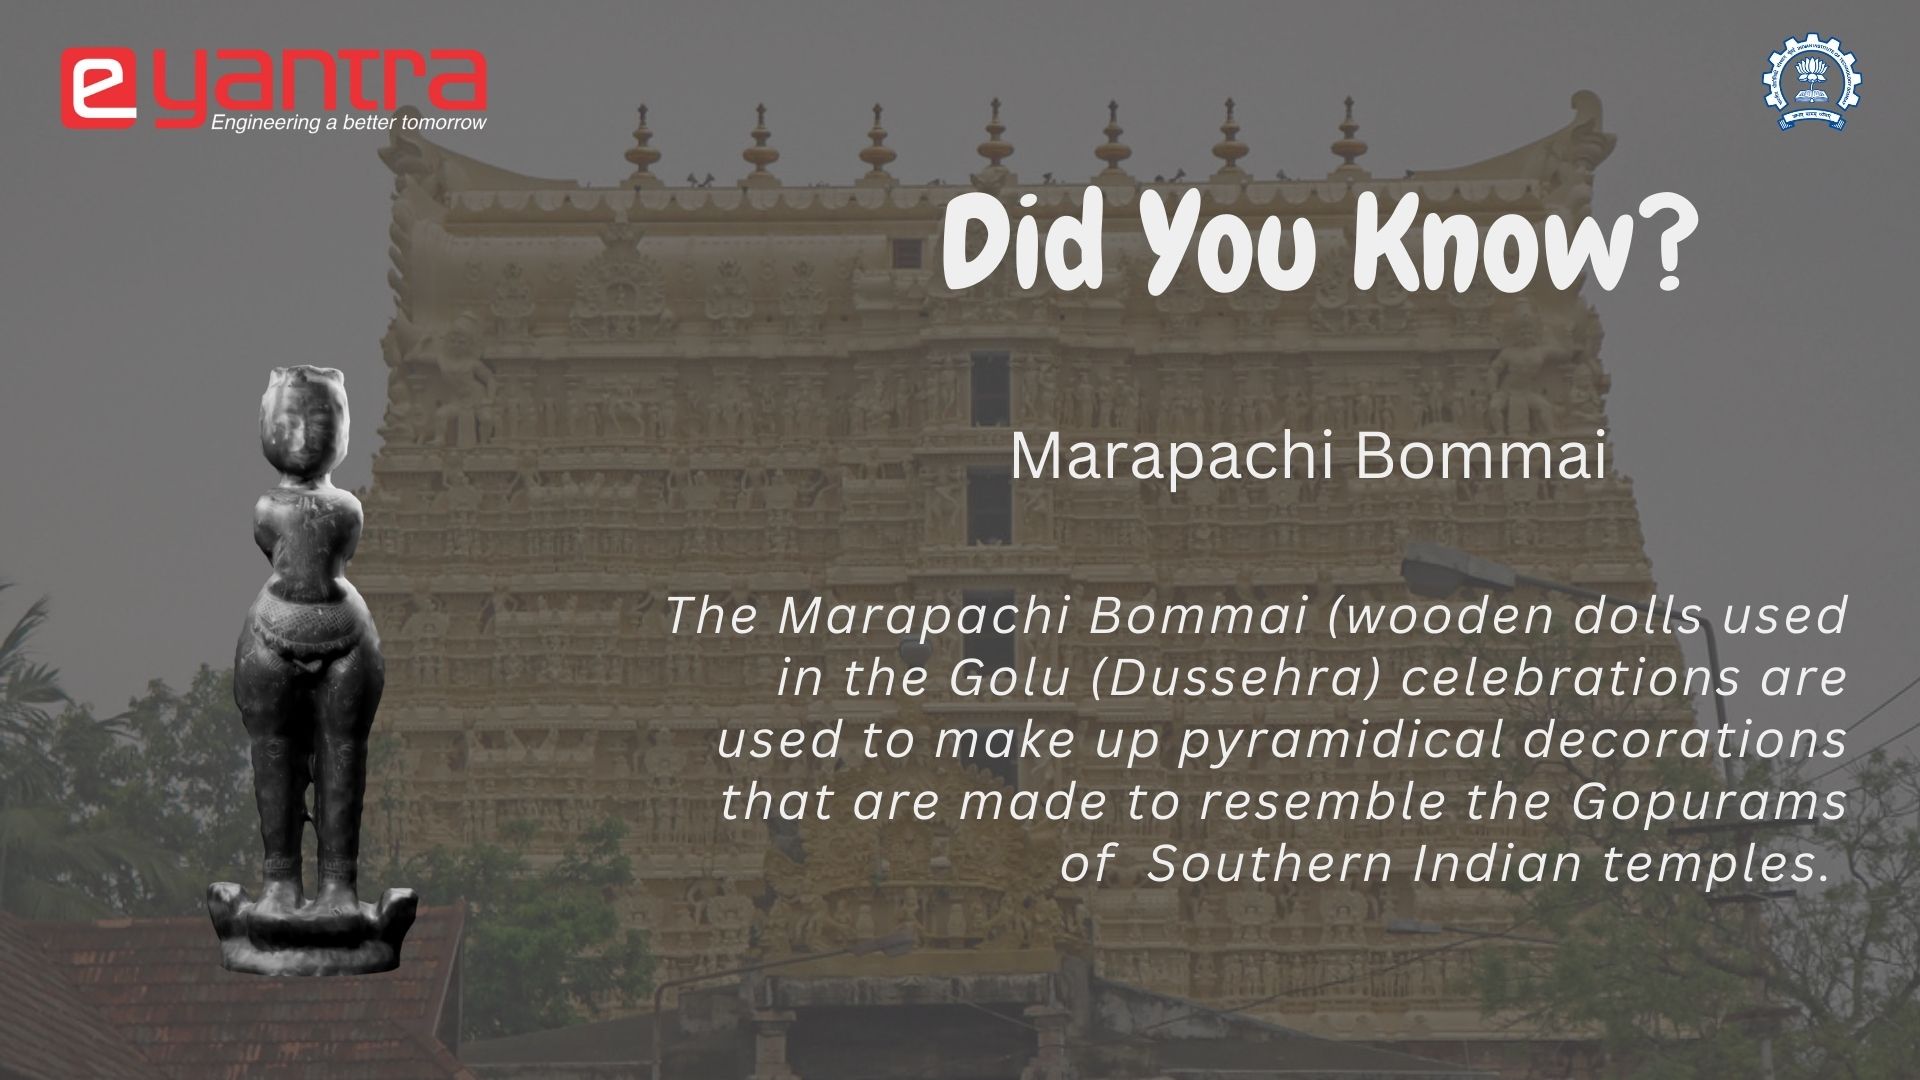 e yantra
Engineering a better tomorrow
Did You Know?
Marapachi Bommai
The Marapachi Bommai (wooden dolls used
in the Golu (Dussehra) celebrations are
used to make up pyramidical decorations
that are made to resemble the Gopurams
of  Southern Indian temples.